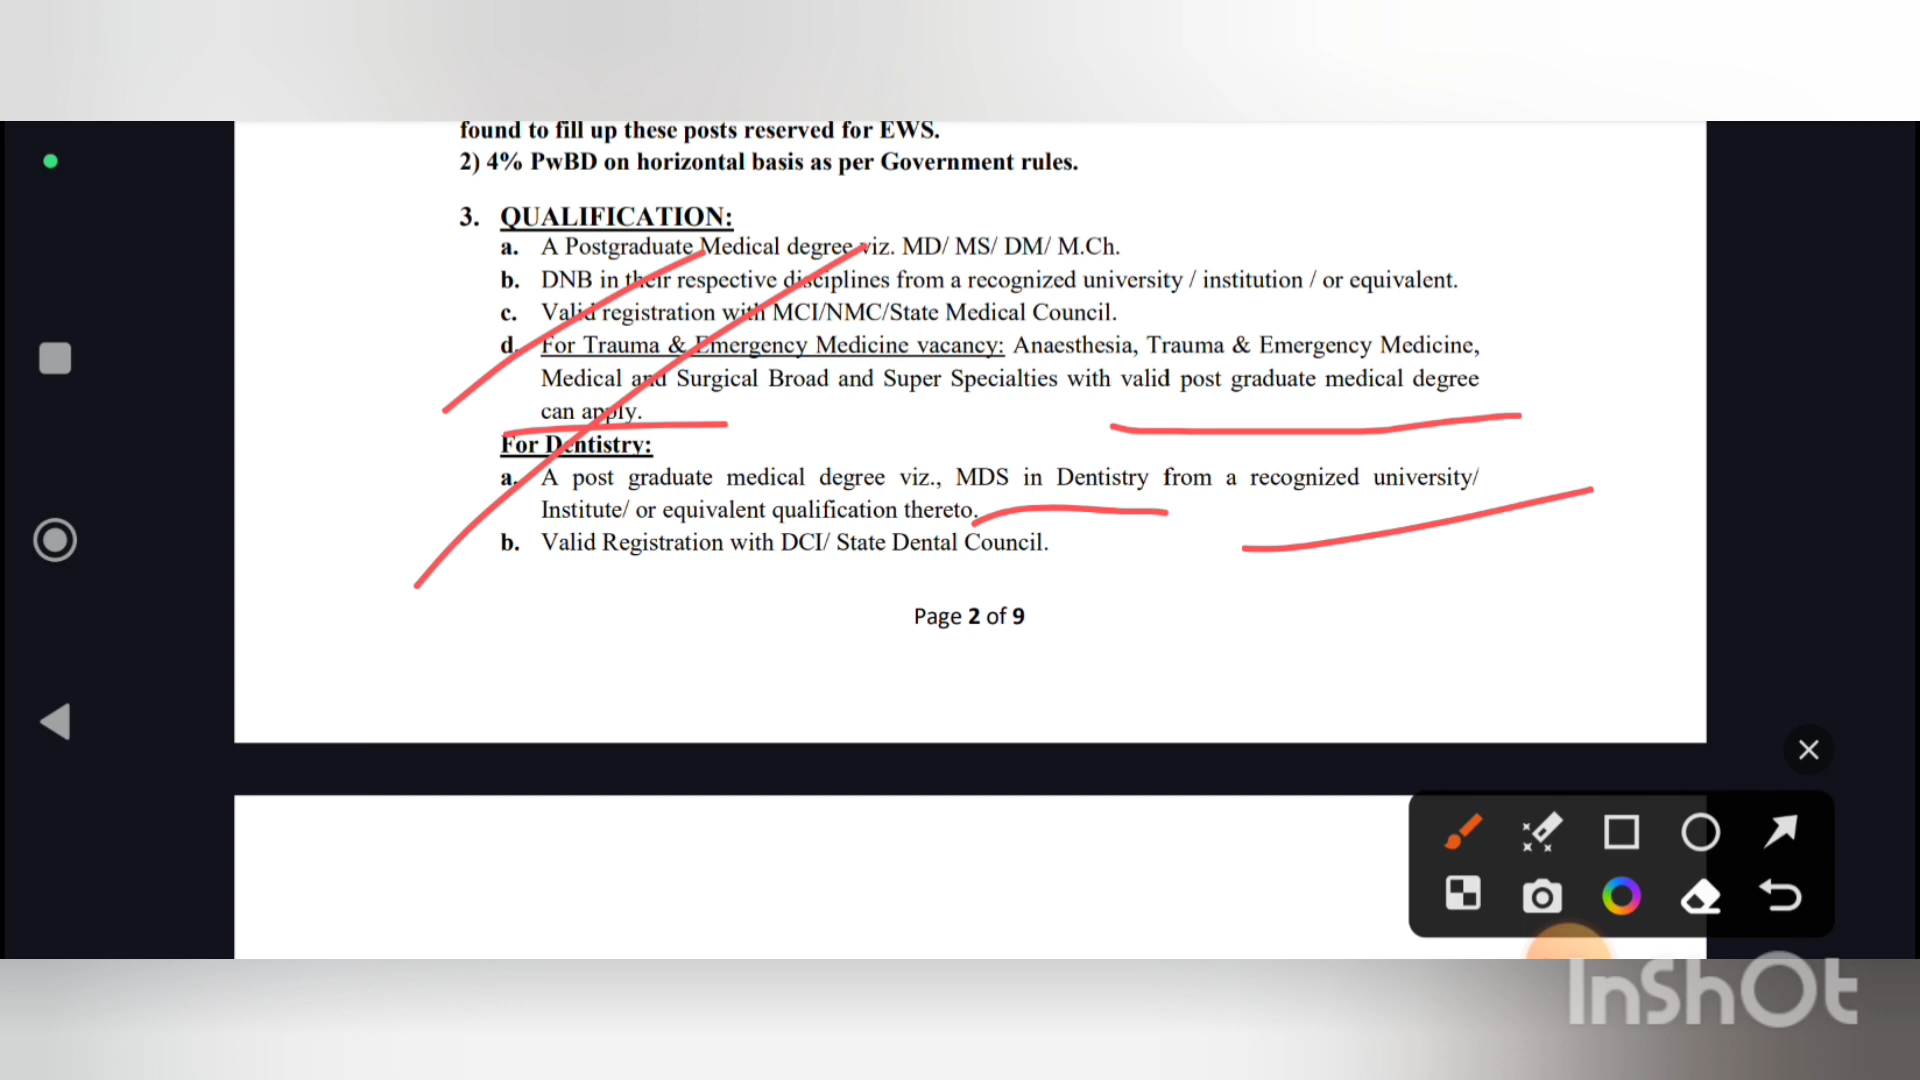 found to fill up these posts reserved for EWS.
2) 4% PwBD on horizontal basis as per Government rules.
3. QUALIFICATION:
a. A Postgraduate Medical degree viz. MD/ MS/ DM/ M.Ch.
b. DNB in their respective disciplines from a recognized university / institution / or equivalent.
c. Valid registration with MCI/NMC/State Medical Council.
d. For Trauma & Emergency Medicine vacancy: Anaesthesia, Trauma & Emergency Medicine,
Medical and Surgical Broad and Super Specialties with valid post graduate medical degree
can apply.
For Dentistry:
a. A post graduate medical degree viz., MDS in Dentistry from a recognized university/
Institute/ or equivalent qualification thereto.
b. Valid Registration with DCI/ State Dental Council.
Page 2 of 9
InShOt